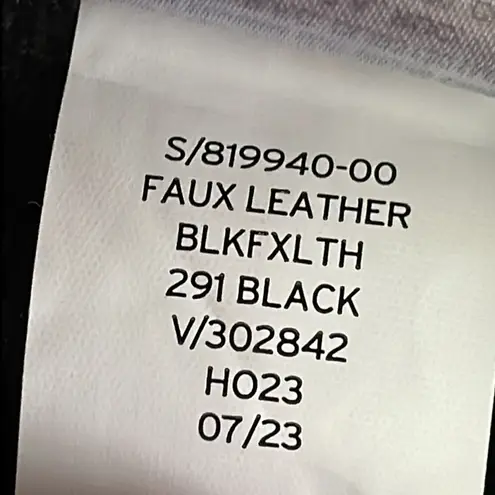 S/819940-00
FAUX LEATHER
BLKFXLTH
291 BLACK
V/302842
HO23
07/23